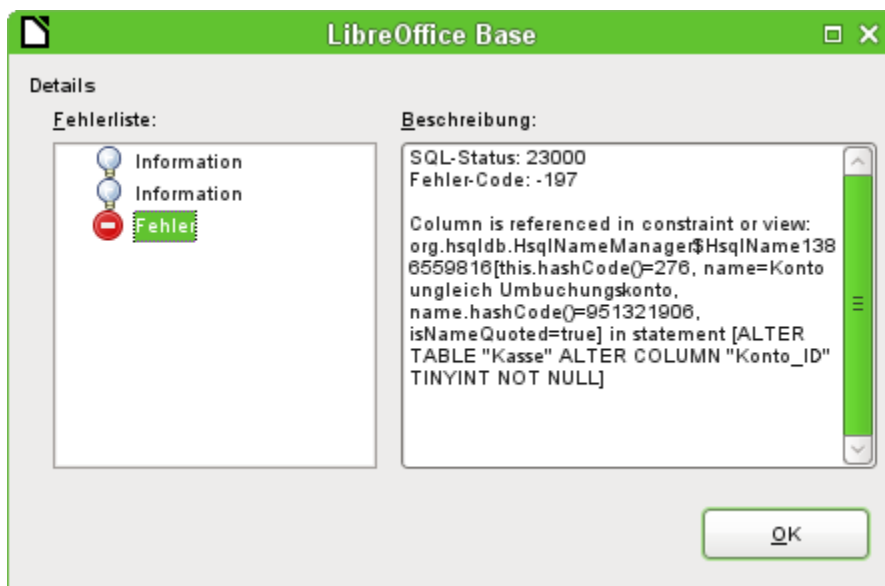 LibreOffice Base
Details
Fehlerliste:
Beschreibung:
Information
Information
Fehler
SQL-Status: 23000
Fehler-Code: -197
Column is referenced in constraint or view:
org.hsqldb.HsqlNameManager$HsqlName138
6559816[this.hashCode()=276, name=Konto
ungleich Umbuchungskonto,
name.hashCode()=951321906,
isNameQuoted=true] in statement [ALTER
TABLE "Kasse" ALTER COLUMN "Konto_ID"
TINYINT NOT NULL]
OK